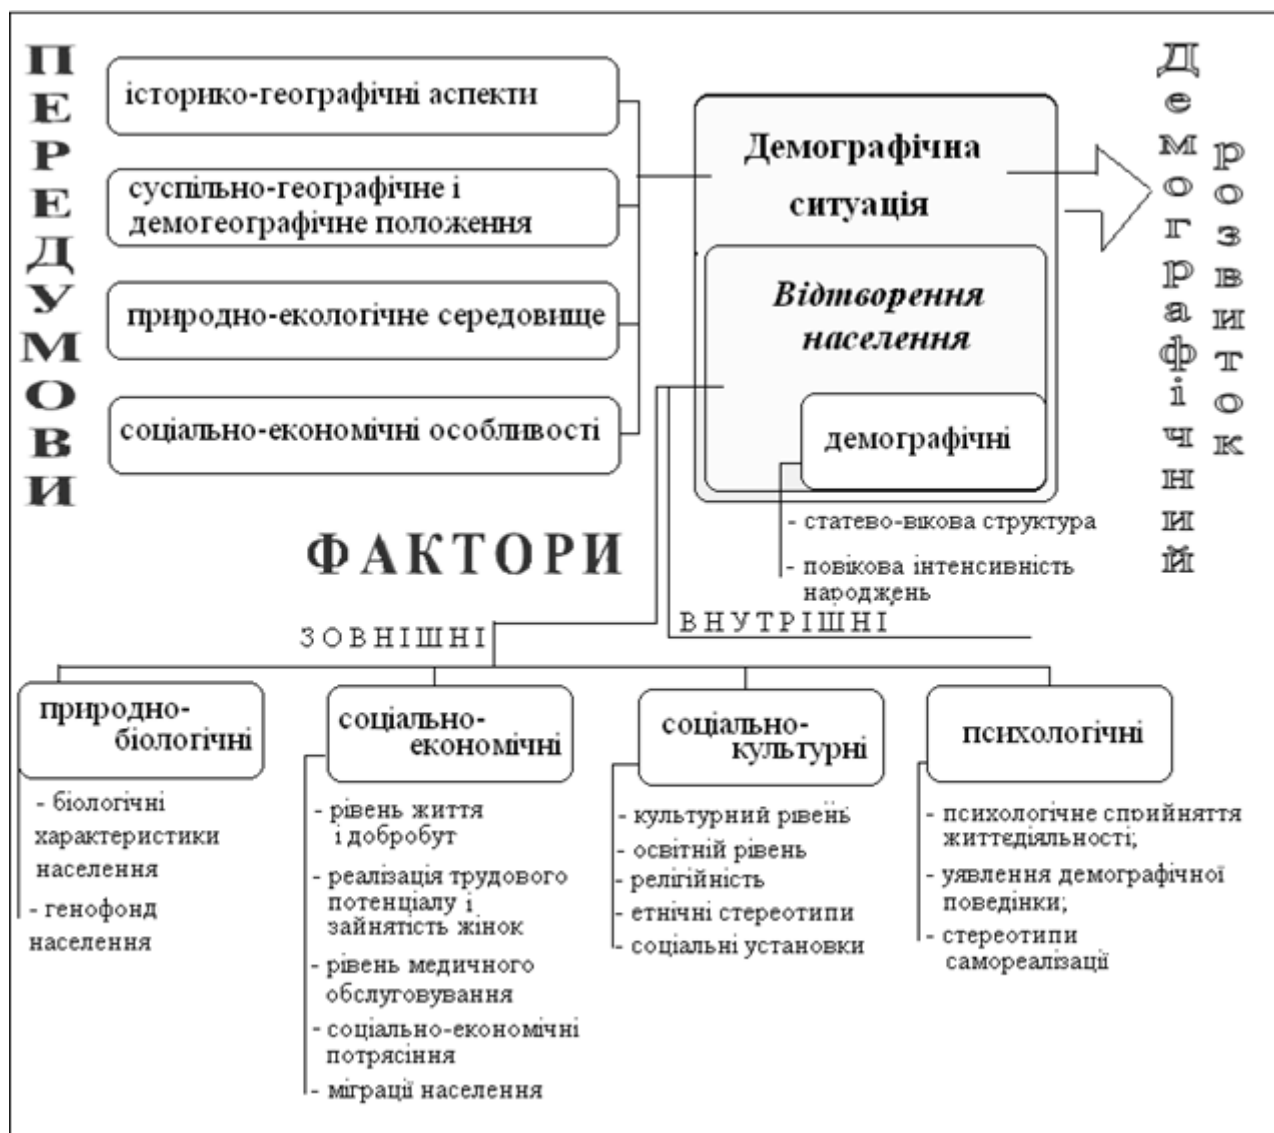 ПЕРЕДУМОВИ
історико-географічні аспекти
суспільно-географічне і
демогеографічне положення
природно-екологічне середовище
соціально-економічні особливості
Демографічна
ситуація
Відтворення
населення
демографічні
- статево-вікова структура
- повікова інтенсивність
народжень
Демографічний
розвиток
ФАКТОРИ
ЗОВНІШНІ
ВНУТРІШНІ
природно-
біологічні
- біологічні
характеристики
населення
- генофонд
населення
соціально-
економічні
- рівень життя
і добробут
- реалізація трудового
потенціалу і
зайнятість жінок
- рівень медичного
обслуговування
- соціально-економічні
потрясіння
- міграції населення
соціально-
культурні
- культурний рівень
- освітній рівень
- релігійність
- етнічні стереотипи
- соціальні установки
психологічні
- психологічне сприйняття
життєдіяльності;
- уявлення демографічної
поведінки;
- стереотипи
самореалізації